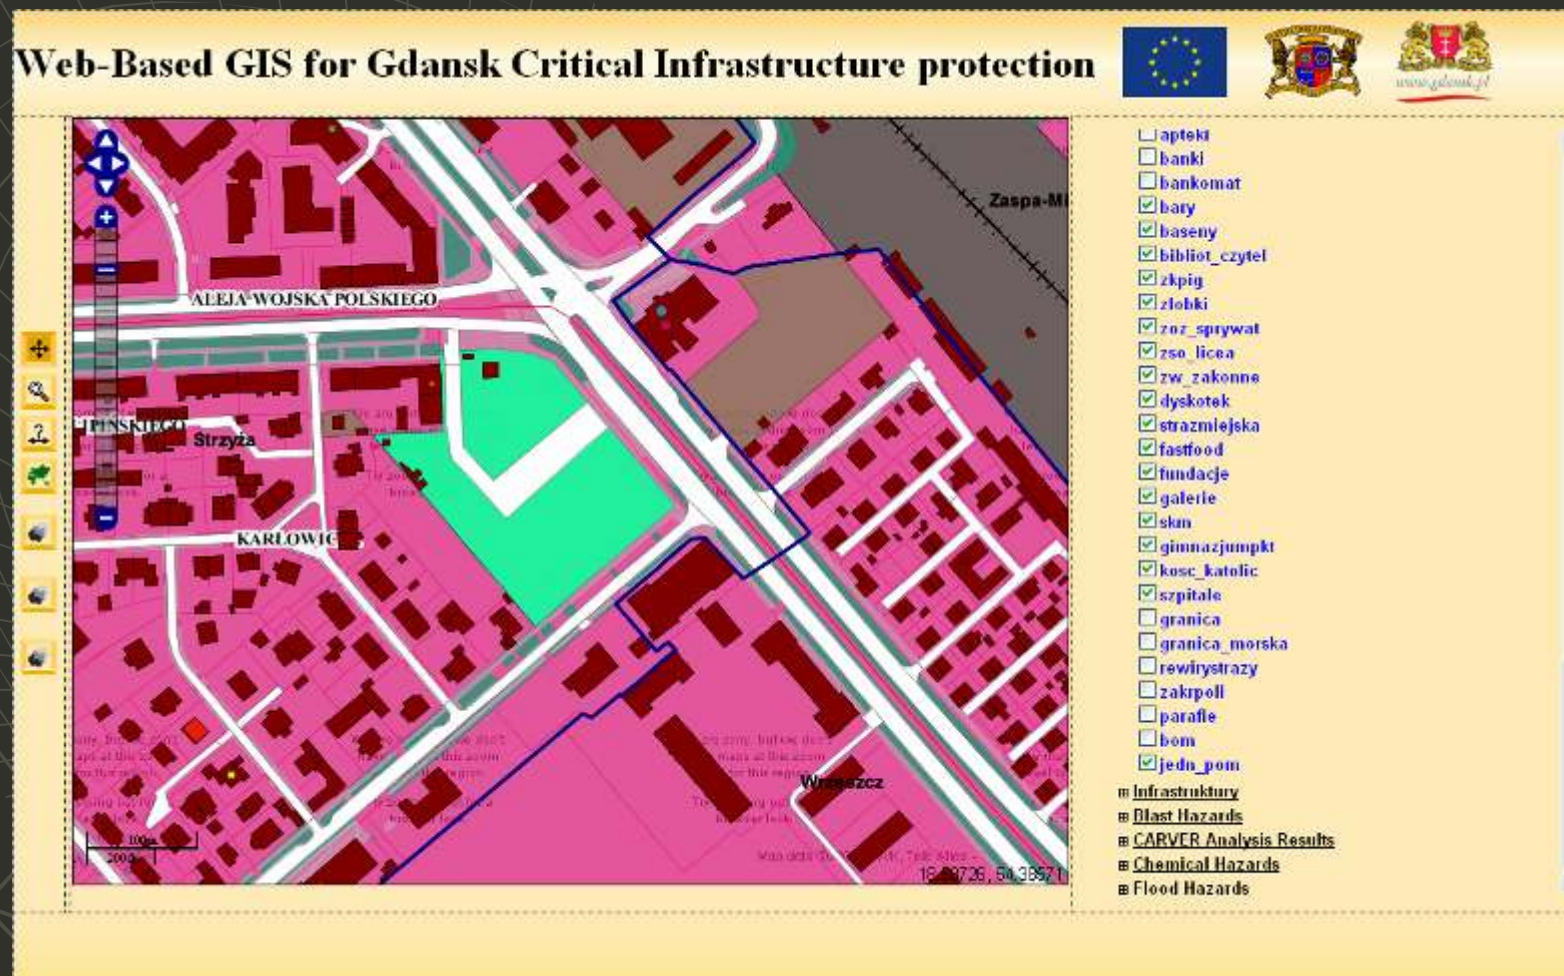 Web-Based GIS for Gdansk Critical Infrastructure protection
www.gdansk.pl
Zaspa-Mł
ALEJA WOJSKA POLSKIEGO
IPIŃSKIEGO
Strzyża
KARŁOWIC
Wrzeszcz
100m
200ft
apteki
banki
bankomat
bary
baseny
bibliot_czytel
zkpig
zlobki
zoz_sprywat
zso_licea
zw_zakonne
dyskotek
strazmiejska
fastfood
fundacje
galerie
skm
gimnazjumpkt
kosc_katolic
szpitale
granica
granica_morska
rewirystrazy
zakrpoli
parafie
bom
jedn_pom
Infrastruktury
Blast Hazards
CARVER Analysis Results
Chemical Hazards
Flood Hazards